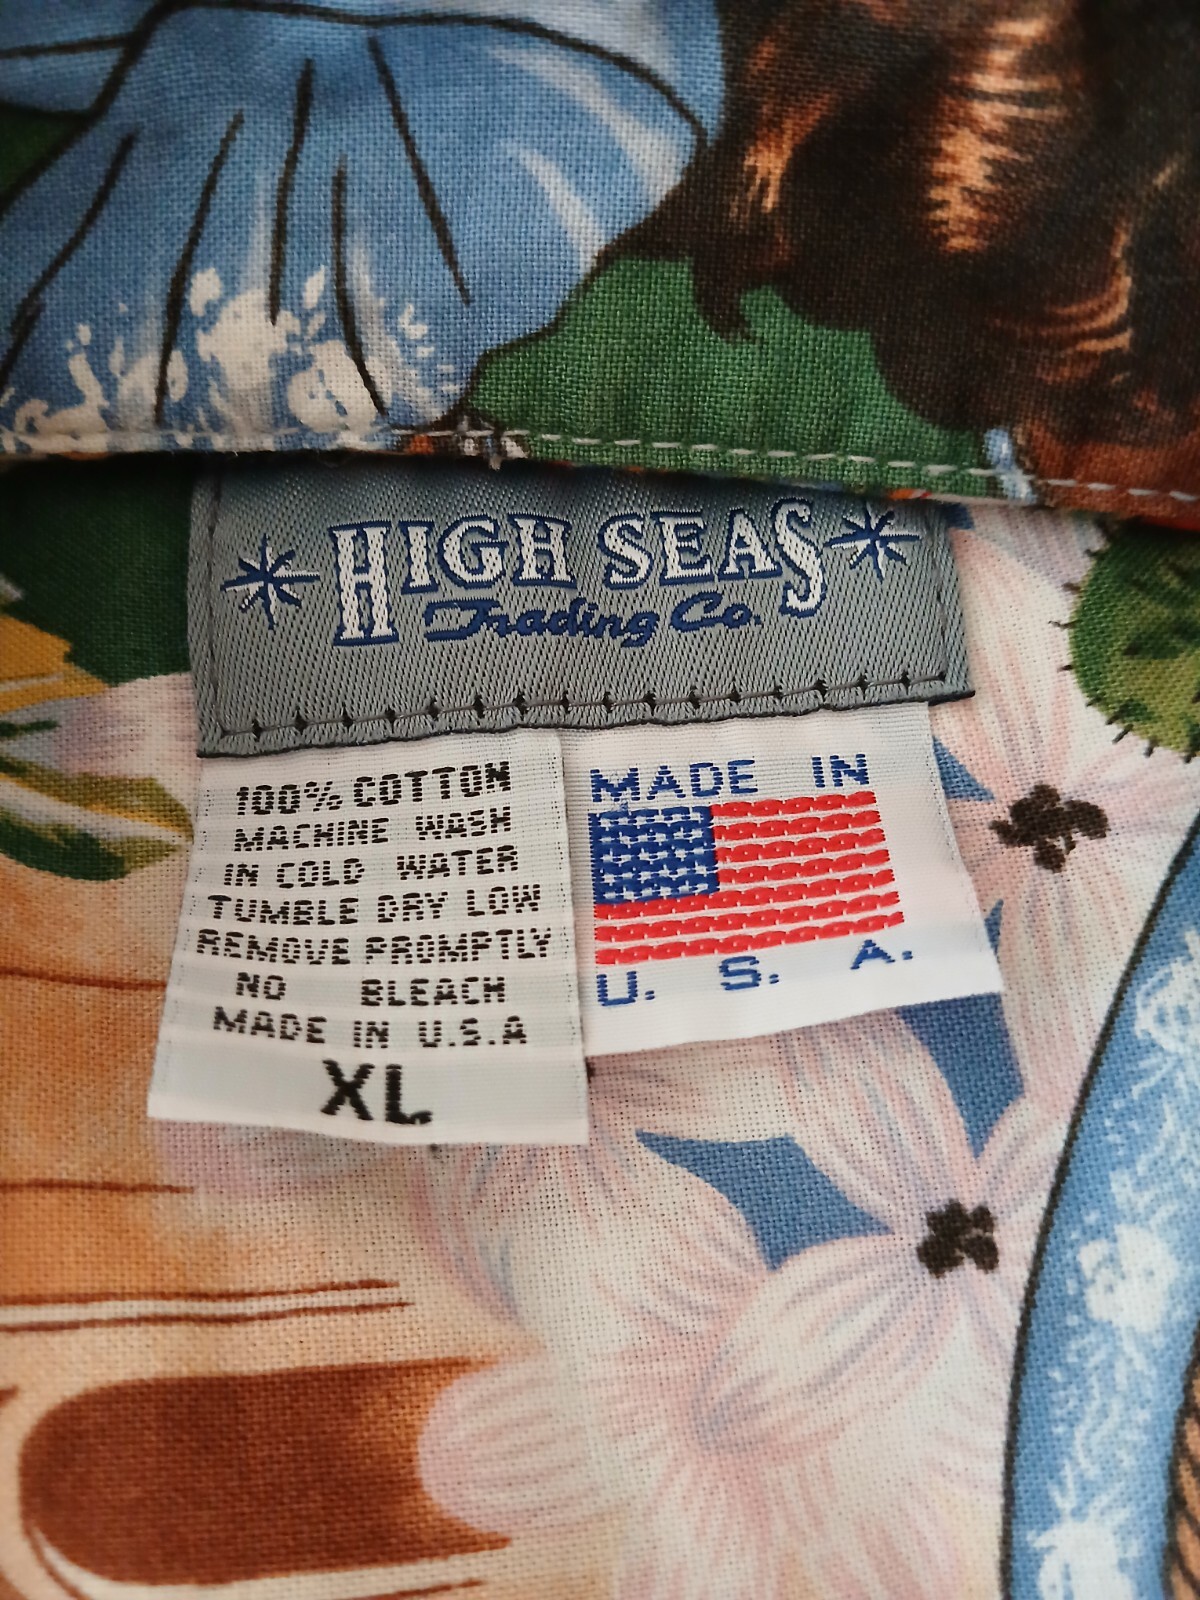 HIGH SEAS
Trading Co.
100% COTTON
MACHINE WASH
IN COLD WATER
TUMBLE DRY LOW
REMOVE PROMPTLY
NO BLEACH
MADE IN U.S.A
XL
MADE IN
U. S. A.